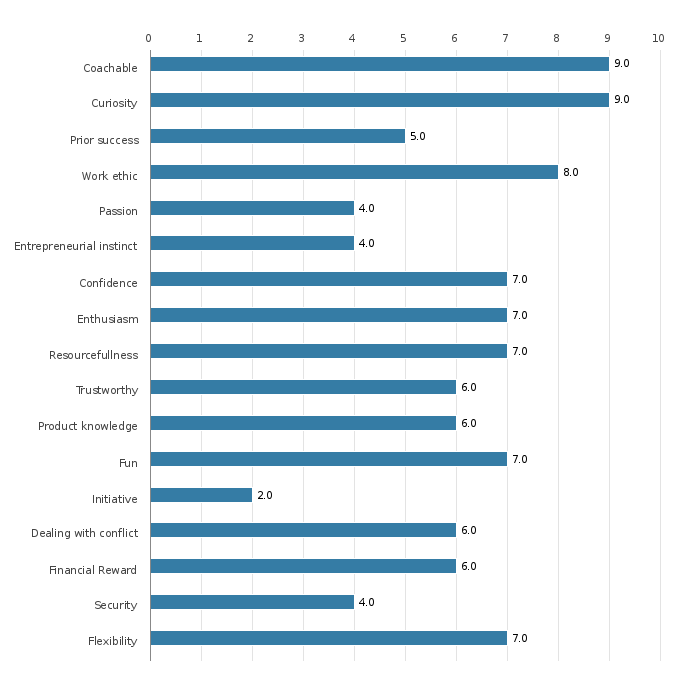 0 1 2 3 4 5 6 7 8 9 10
Coachable 9.0
Curiosity 9.0
Prior success 5.0
Work ethic 8.0
Passion 4.0
Entrepreneurial instinct 4.0
Confidence 7.0
Enthusiasm 7.0
Resourcefullness 7.0
Trustworthy 6.0
Product knowledge 6.0
Fun 7.0
Initiative 2.0
Dealing with conflict 6.0
Financial Reward 6.0
Security 4.0
Flexibility 7.0